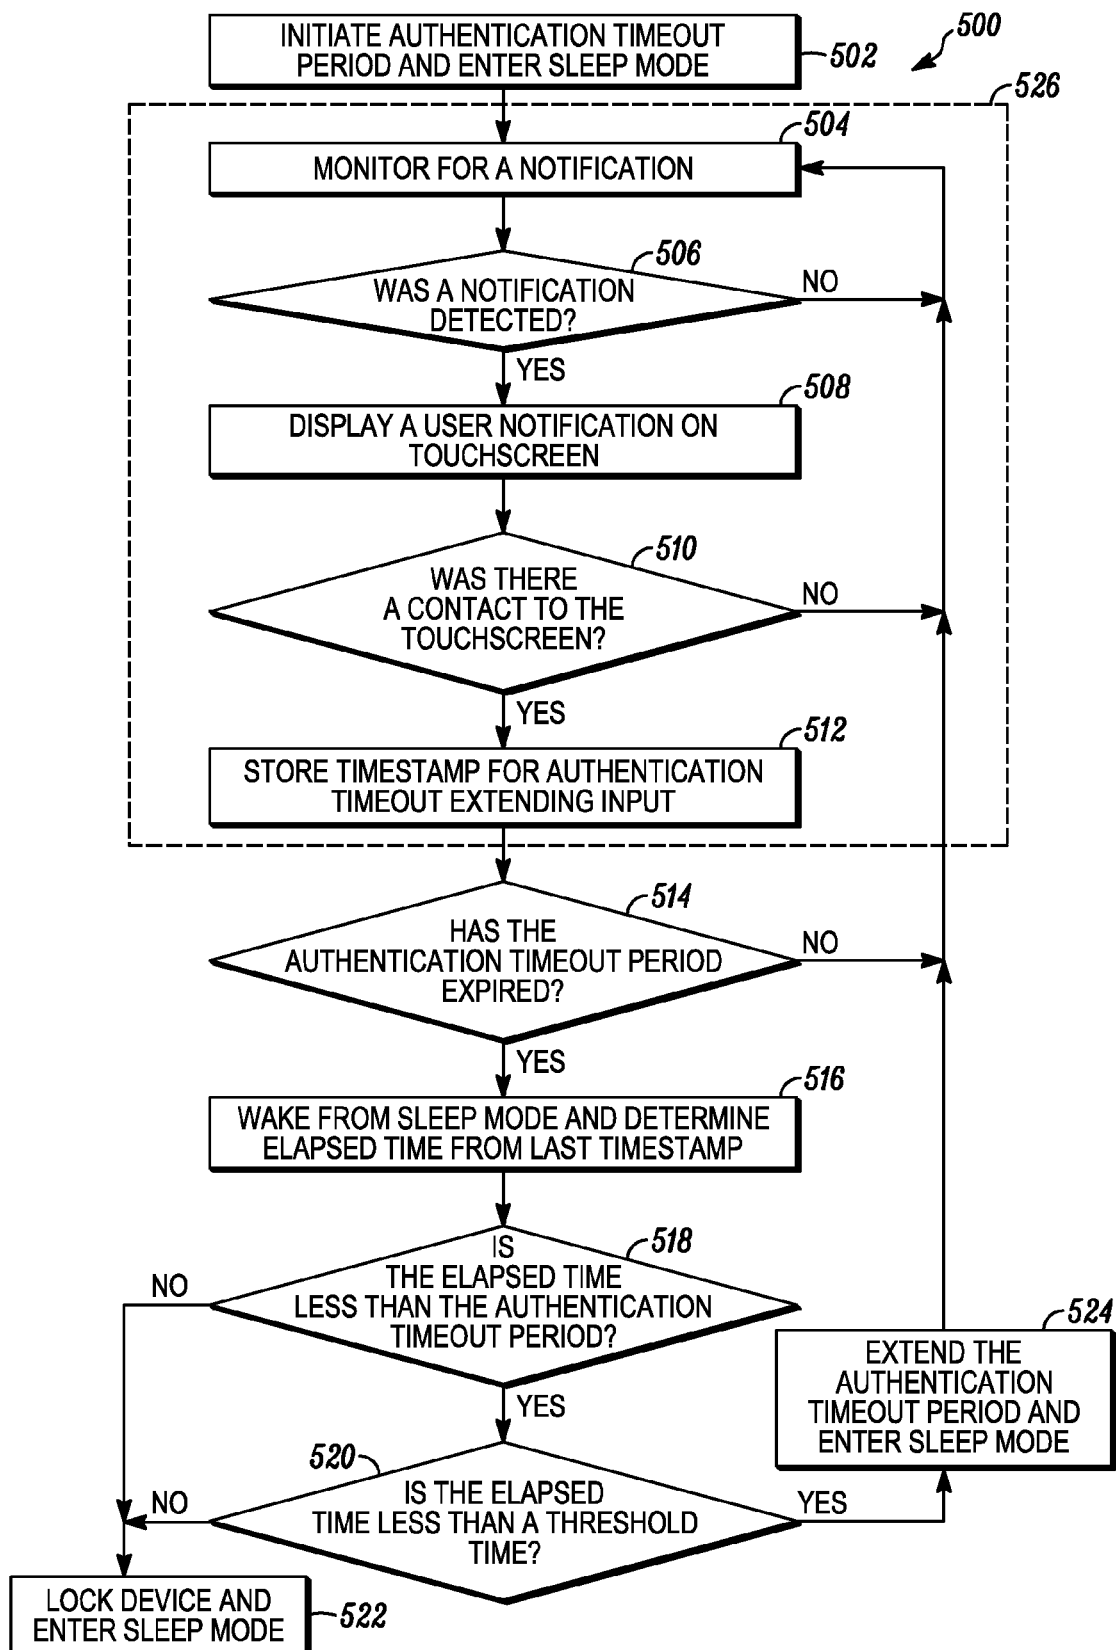 INITIATE AUTHENTICATION TIMEOUT
PERIOD AND ENTER SLEEP MODE
502
500
526
504
MONITOR FOR A NOTIFICATION
506
WAS A NOTIFICATION
DETECTED?
NO
YES
508
DISPLAY A USER NOTIFICATION ON
TOUCHSCREEN
510
WAS THERE
A CONTACT TO THE
TOUCHSCREEN?
NO
YES
512
STORE TIMESTAMP FOR AUTHENTICATION
TIMEOUT EXTENDING INPUT
514
HAS THE
AUTHENTICATION TIMEOUT PERIOD
EXPIRED?
NO
YES
516
WAKE FROM SLEEP MODE AND DETERMINE
ELAPSED TIME FROM LAST TIMESTAMP
518
IS
THE ELAPSED TIME
LESS THAN THE AUTHENTICATION
TIMEOUT PERIOD?
NO
YES
524
EXTEND THE
AUTHENTICATION
TIMEOUT PERIOD AND
ENTER SLEEP MODE
520
IS THE ELAPSED
TIME LESS THAN A THRESHOLD
TIME?
NO
YES
LOCK DEVICE AND
ENTER SLEEP MODE
522